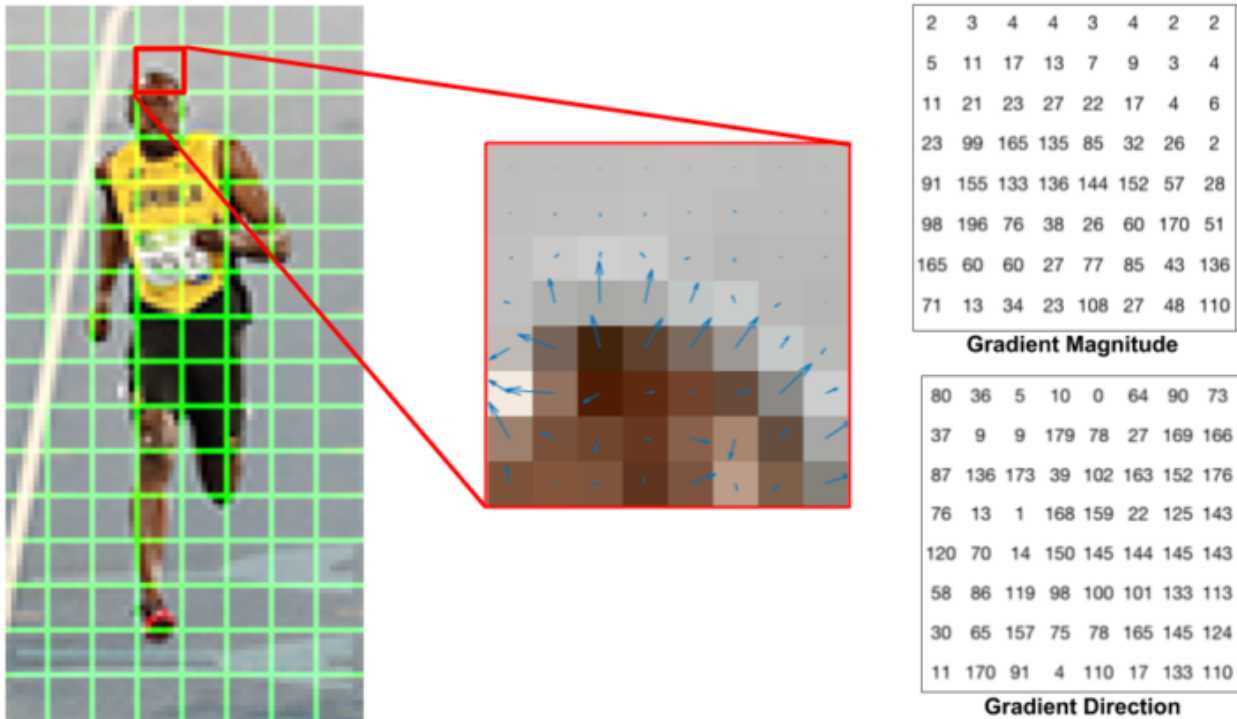 2 3 4 4 3 4 2 2
5 11 17 13 7 9 3 4
11 21 23 27 22 17 4 6
23 99 165 135 85 32 26 2
91 155 133 136 144 152 57 28
98 196 76 38 26 60 170 51
165 60 60 27 77 85 43 136
71 13 34 23 108 27 48 110
Gradient Magnitude
80 36 5 10 0 64 90 73
37 9 9 179 78 27 169 166
87 136 173 39 102 163 152 176
76 13 1 168 159 22 125 143
120 70 14 150 145 144 145 143
58 86 119 98 100 101 133 113
30 65 157 75 78 165 145 124
11 170 91 4 110 17 133 110
Gradient Direction